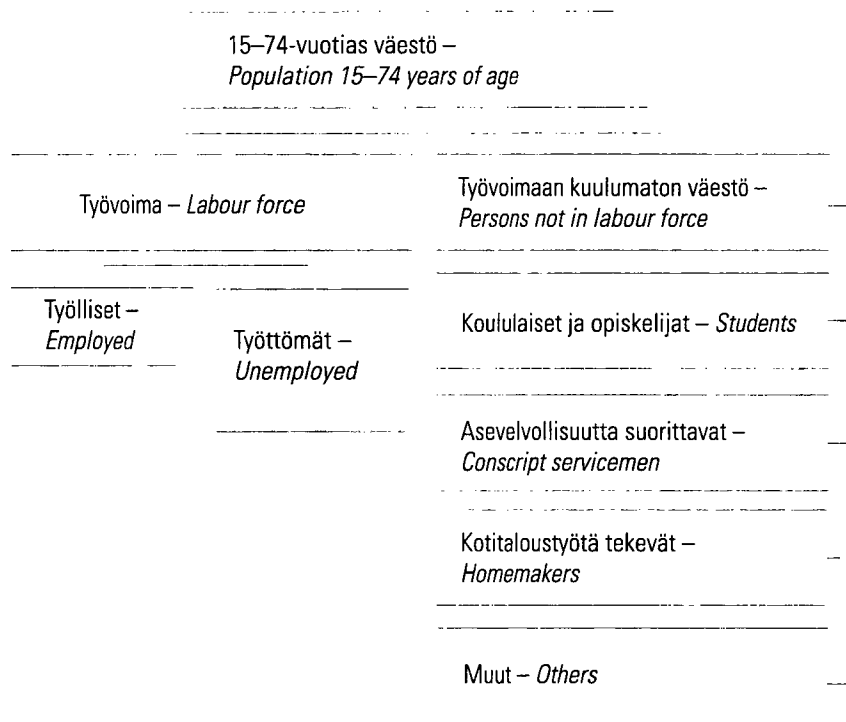 15–74-vuotias väestö –
Population 15–74 years of age
Työvoima – Labour force
Työvoimaan kuulumaton väestö –
Persons not in labour force
Työlliset –
Employed
Työttömät –
Unemployed
Koululaiset ja opiskelijat – Students
Asevelvollisuutta suorittavat –
Conscript servicemen
Kotitaloustyötä tekevät –
Homemakers
Muut – Others